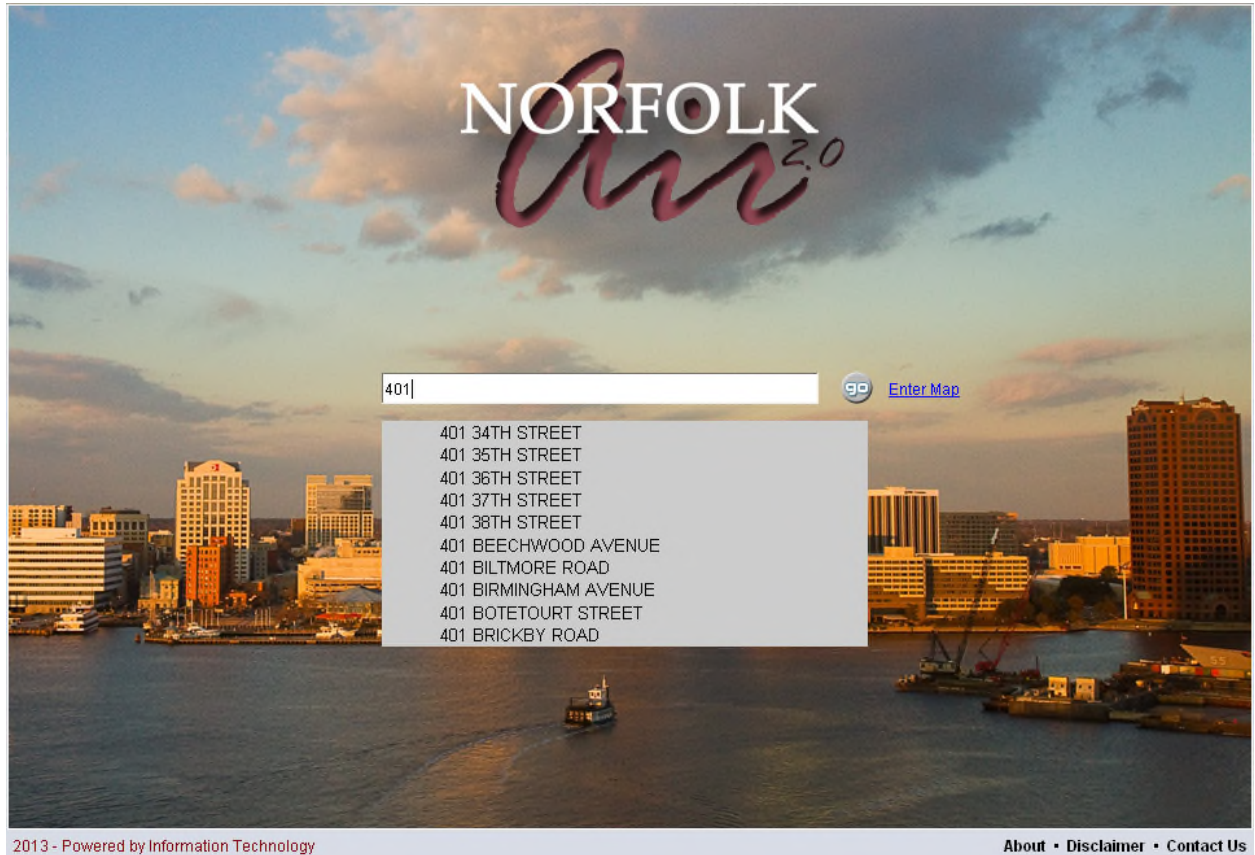 NORFOLK
Air 2.0
401
go
Enter Map
401 34TH STREET
401 35TH STREET
401 36TH STREET
401 37TH STREET
401 38TH STREET
401 BEECHWOOD AVENUE
401 BILTMORE ROAD
401 BIRMINGHAM AVENUE
401 BOTETOURT STREET
401 BRICKBY ROAD
55
2013 - Powered by Information Technology
About • Disclaimer • Contact Us